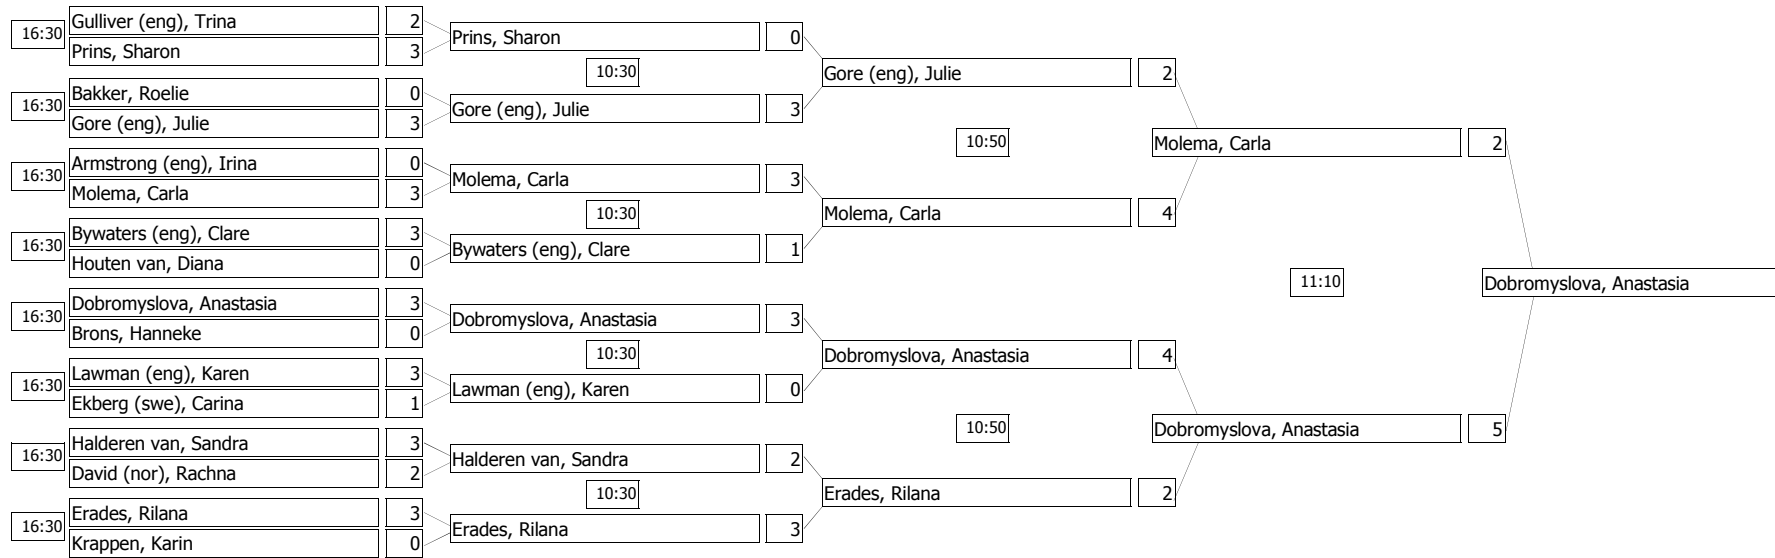 16:30 Gulliver (eng), Trina 2
Prins, Sharon 3
Prins, Sharon 0
10:30
Gore (eng), Julie 2
16:30 Bakker, Roelie 0
Gore (eng), Julie 3
Gore (eng), Julie 3
10:50
Molema, Carla 2
16:30 Armstrong (eng), Irina 0
Molema, Carla 3
Molema, Carla 3
10:30
Molema, Carla 4
16:30 Bywaters (eng), Clare 3
Houten van, Diana 0
Bywaters (eng), Clare 1
11:10
Dobromyslova, Anastasia
16:30 Dobromyslova, Anastasia 3
Brons, Hanneke 0
Dobromyslova, Anastasia 3
10:30
Dobromyslova, Anastasia 4
16:30 Lawman (eng), Karen 3
Ekberg (swe), Carina 1
Lawman (eng), Karen 0
10:50
Dobromyslova, Anastasia 5
16:30 Halderen van, Sandra 3
David (nor), Rachna 2
Halderen van, Sandra 2
10:30
Erades, Rilana 2
16:30 Erades, Rilana 3
Krappen, Karin 0
Erades, Rilana 3